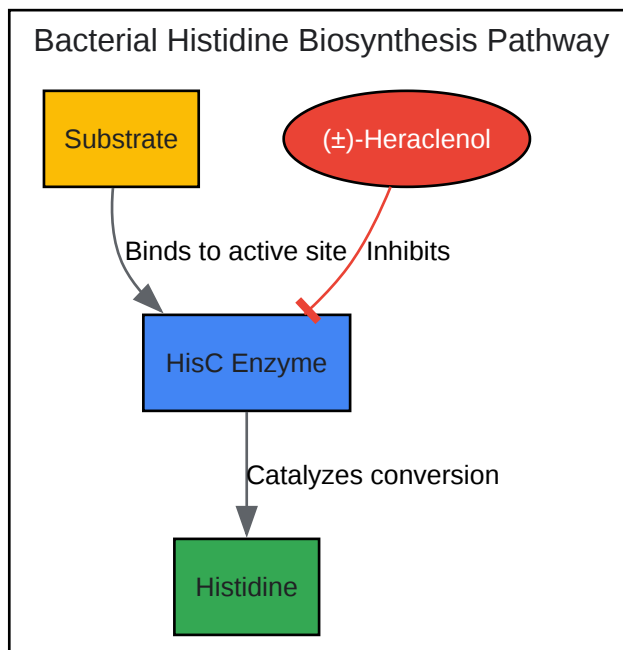 Bacterial Histidine Biosynthesis Pathway
Substrate
(±)-Heraclenol
Binds to active site
Inhibits
HisC Enzyme
Catalyzes conversion
Histidine